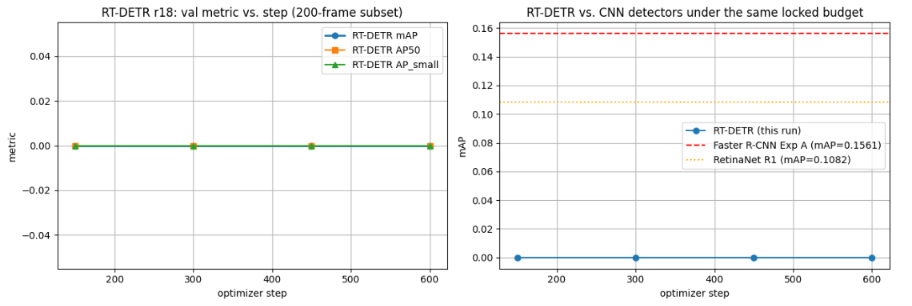 RT-DETR r18: val metric vs. step (200-frame subset)
RT-DETR mAP
RT-DETR AP50
RT-DETR AP_small
0.04
0.02
0.00
−0.02
−0.04
metric
100
200
300
400
500
600
optimizer step
RT-DETR vs. CNN detectors under the same locked budget
0.16
0.14
0.12
0.10
0.08
0.06
0.04
0.02
0.00
mAP
RT-DETR (this run)
Faster R-CNN Exp A (mAP=0.1561)
RetinaNet R1 (mAP=0.1082)
200
300
400
500
600
optimizer step